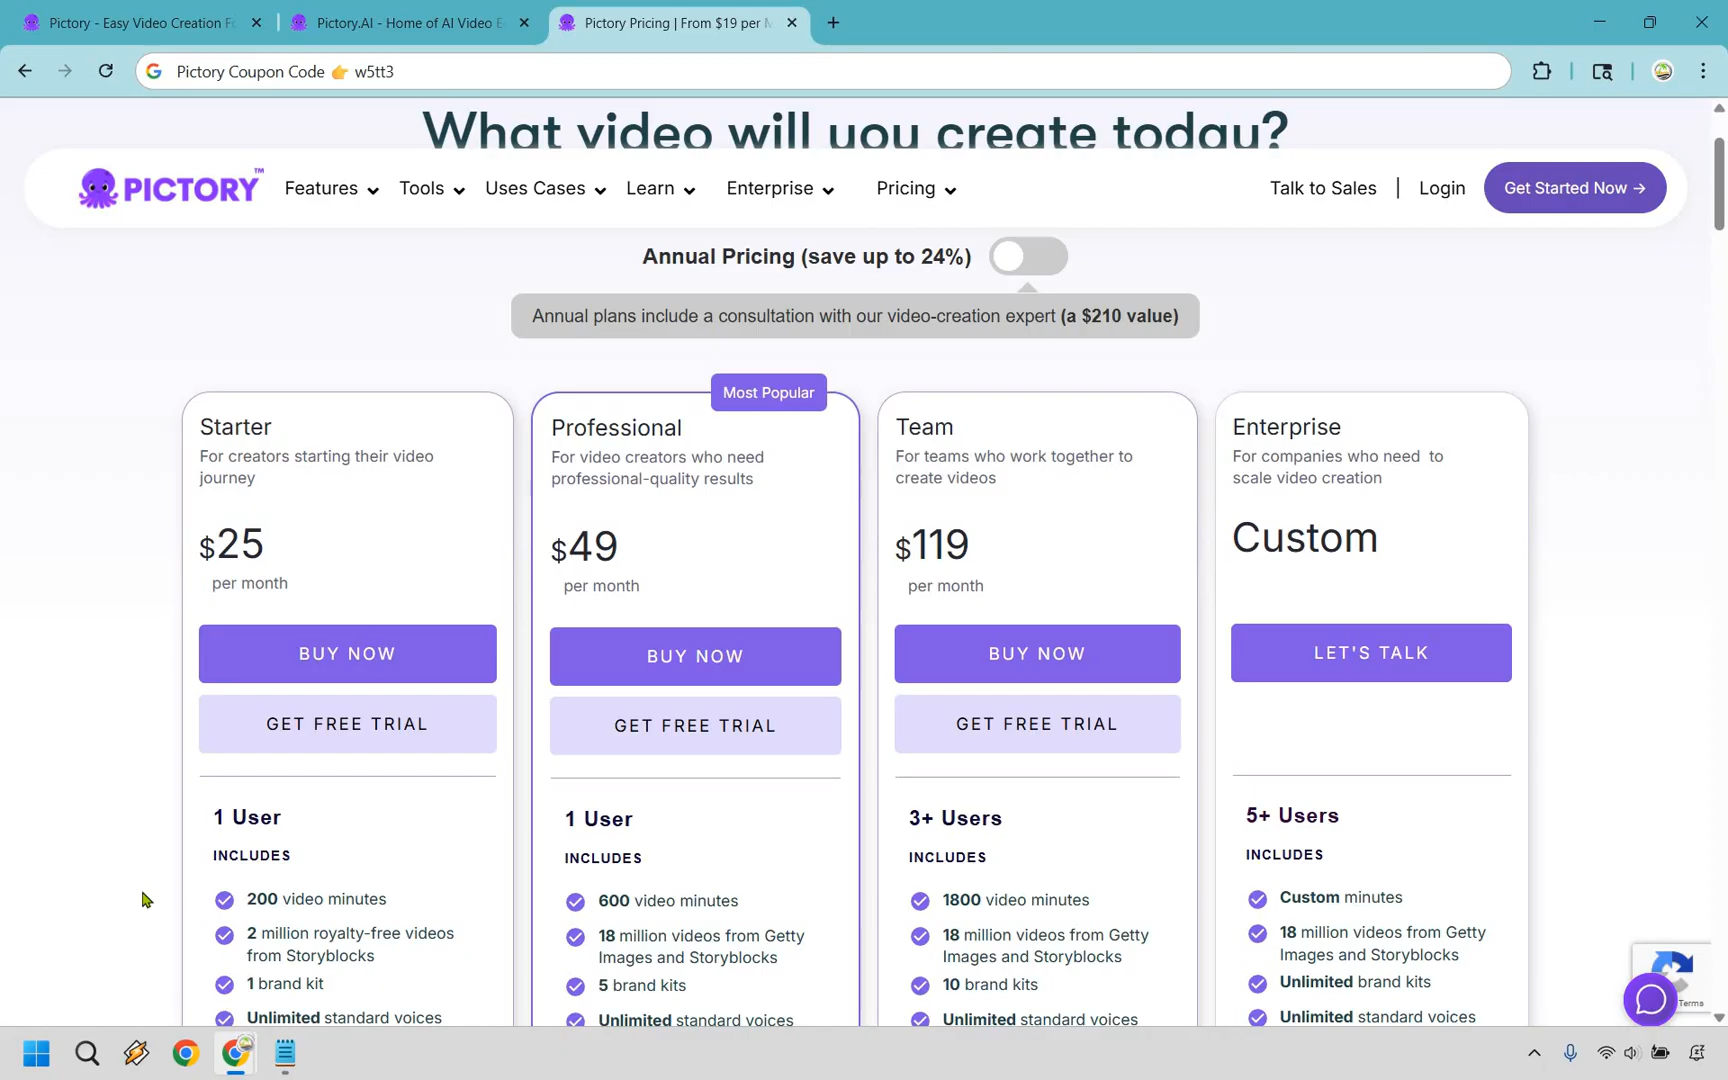 Pictory - Easy Video Creation Fo
Pictory.AI - Home of AI Video E
Pictory Pricing | From $19 per M
Pictory Coupon Code 👉 w5tt3
What video will you create today?
PICTORY™
Features
Tools
Uses Cases
Learn
Enterprise
Pricing
Talk to Sales
|
Login
Get Started Now →
Annual Pricing (save up to 24%)
Annual plans include a consultation with our video-creation expert (a $210 value)
Most Popular
Starter
For creators starting their video
journey
$25
per month
BUY NOW
GET FREE TRIAL
1 User
INCLUDES
200 video minutes
2 million royalty-free videos
from Storyblocks
1 brand kit
Unlimited standard voices
Professional
For video creators who need
professional-quality results
$49
per month
BUY NOW
GET FREE TRIAL
1 User
INCLUDES
600 video minutes
18 million videos from Getty
Images and Storyblocks
5 brand kits
Unlimited standard voices
Team
For teams who work together to
create videos
$119
per month
BUY NOW
GET FREE TRIAL
3+ Users
INCLUDES
1800 video minutes
18 million videos from Getty
Images and Storyblocks
10 brand kits
Unlimited standard voices
Enterprise
For companies who need to
scale video creation
Custom
LET'S TALK
5+ Users
INCLUDES
Custom minutes
18 million videos from Getty
Images and Storyblocks
Unlimited brand kits
Unlimited standard voices
Terms